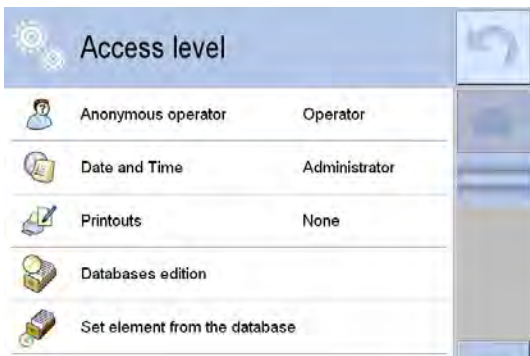 Access level
Anonymous operator Operator
Date and Time Administrator
Printouts None
Databases edition
Set element from the database